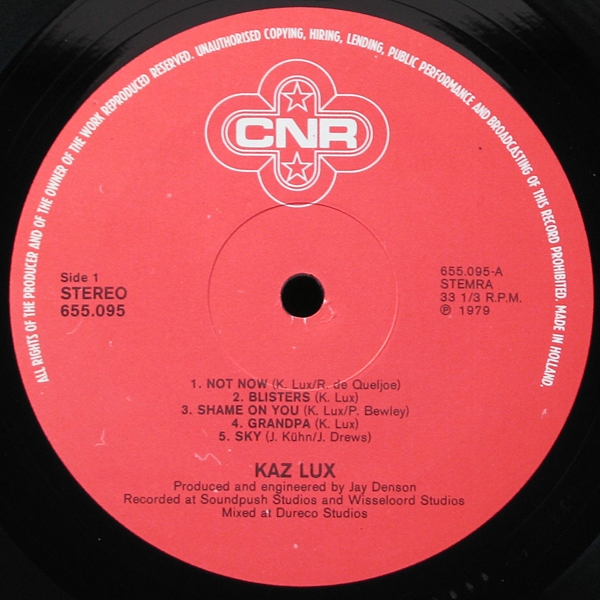 ALL RIGHTS OF THE PRODUCER AND OF THE OWNER OF THE WORK REPRODUCED RESERVED. UNAUTHORISED COPYING, HIRING, LENDING, PUBLIC PERFORMANCE AND BROADCASTING OF THIS RECORD PROHIBITED. MADE IN HOLLAND.
CNR
Side 1
STEREO
655.095
655.095-A
STEMRA
33 1/3 R.P.M.
℗ 1979
1. NOT NOW (K. Lux/R. de Queljoe)
2. BLISTERS (K. Lux)
3. SHAME ON YOU (K. Lux/P. Bewley)
4. GRANDPA (K. Lux)
5. SKY (J. Kühn/J. Drews)
KAZ LUX
Produced and engineered by Jay Denson
Recorded at Soundpush Studios and Wisseloord Studios
Mixed at Dureco Studios